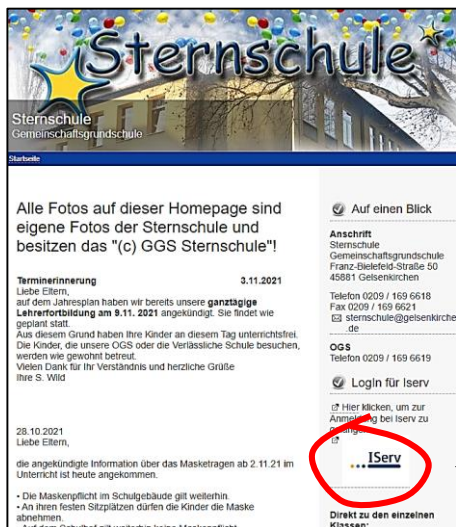 Sternschule
Sternschule
Gemeinschaftsgrundschule
Startseite
Alle Fotos auf dieser Homepage sind
eigene Fotos der Sternschule und
besitzen das "(c) GGS Sternschule"!
Terminerinnerung 3.11.2021
Liebe Eltern,
auf dem Jahresplan haben wir bereits unsere ganztägige
Lehrerfortbildung am 9.11. 2021 angekündigt. Sie findet wie
geplant statt.
Aus diesem Grund haben Ihre Kinder an diesem Tag unterrichtsfrei.
Die Kinder, die unsere OGS oder die Verlässliche Schule besuchen,
werden wie gewohnt betreut.
Vielen Dank für Ihr Verständnis und herzliche Grüße
Ihre S. Wild
28.10.2021
Liebe Eltern,
die angekündigte Information über das Masketragen ab 2.11.21 im
Unterricht ist heute angekommen.
• Die Maskenpflicht im Schulgebäude gilt weiterhin.
• An ihren festen Sitzplätzen dürfen die Kinder die Maske
abnehmen.
Auf einen Blick
Anschrift
Sternschule
Gemeinschaftsgrundschule
Franz-Bielefeld-Straße 50
45881 Gelsenkirchen
Telefon 0209 / 169 6618
Fax 0209 / 169 6621
sternschule@gelsenkirche
.de
OGS
Telefon 0209 / 169 6619
Login für Iserv
Hier klicken, um zur
bei Iserv zu
IServ
Direkt zu den einzelnen
Klassen: